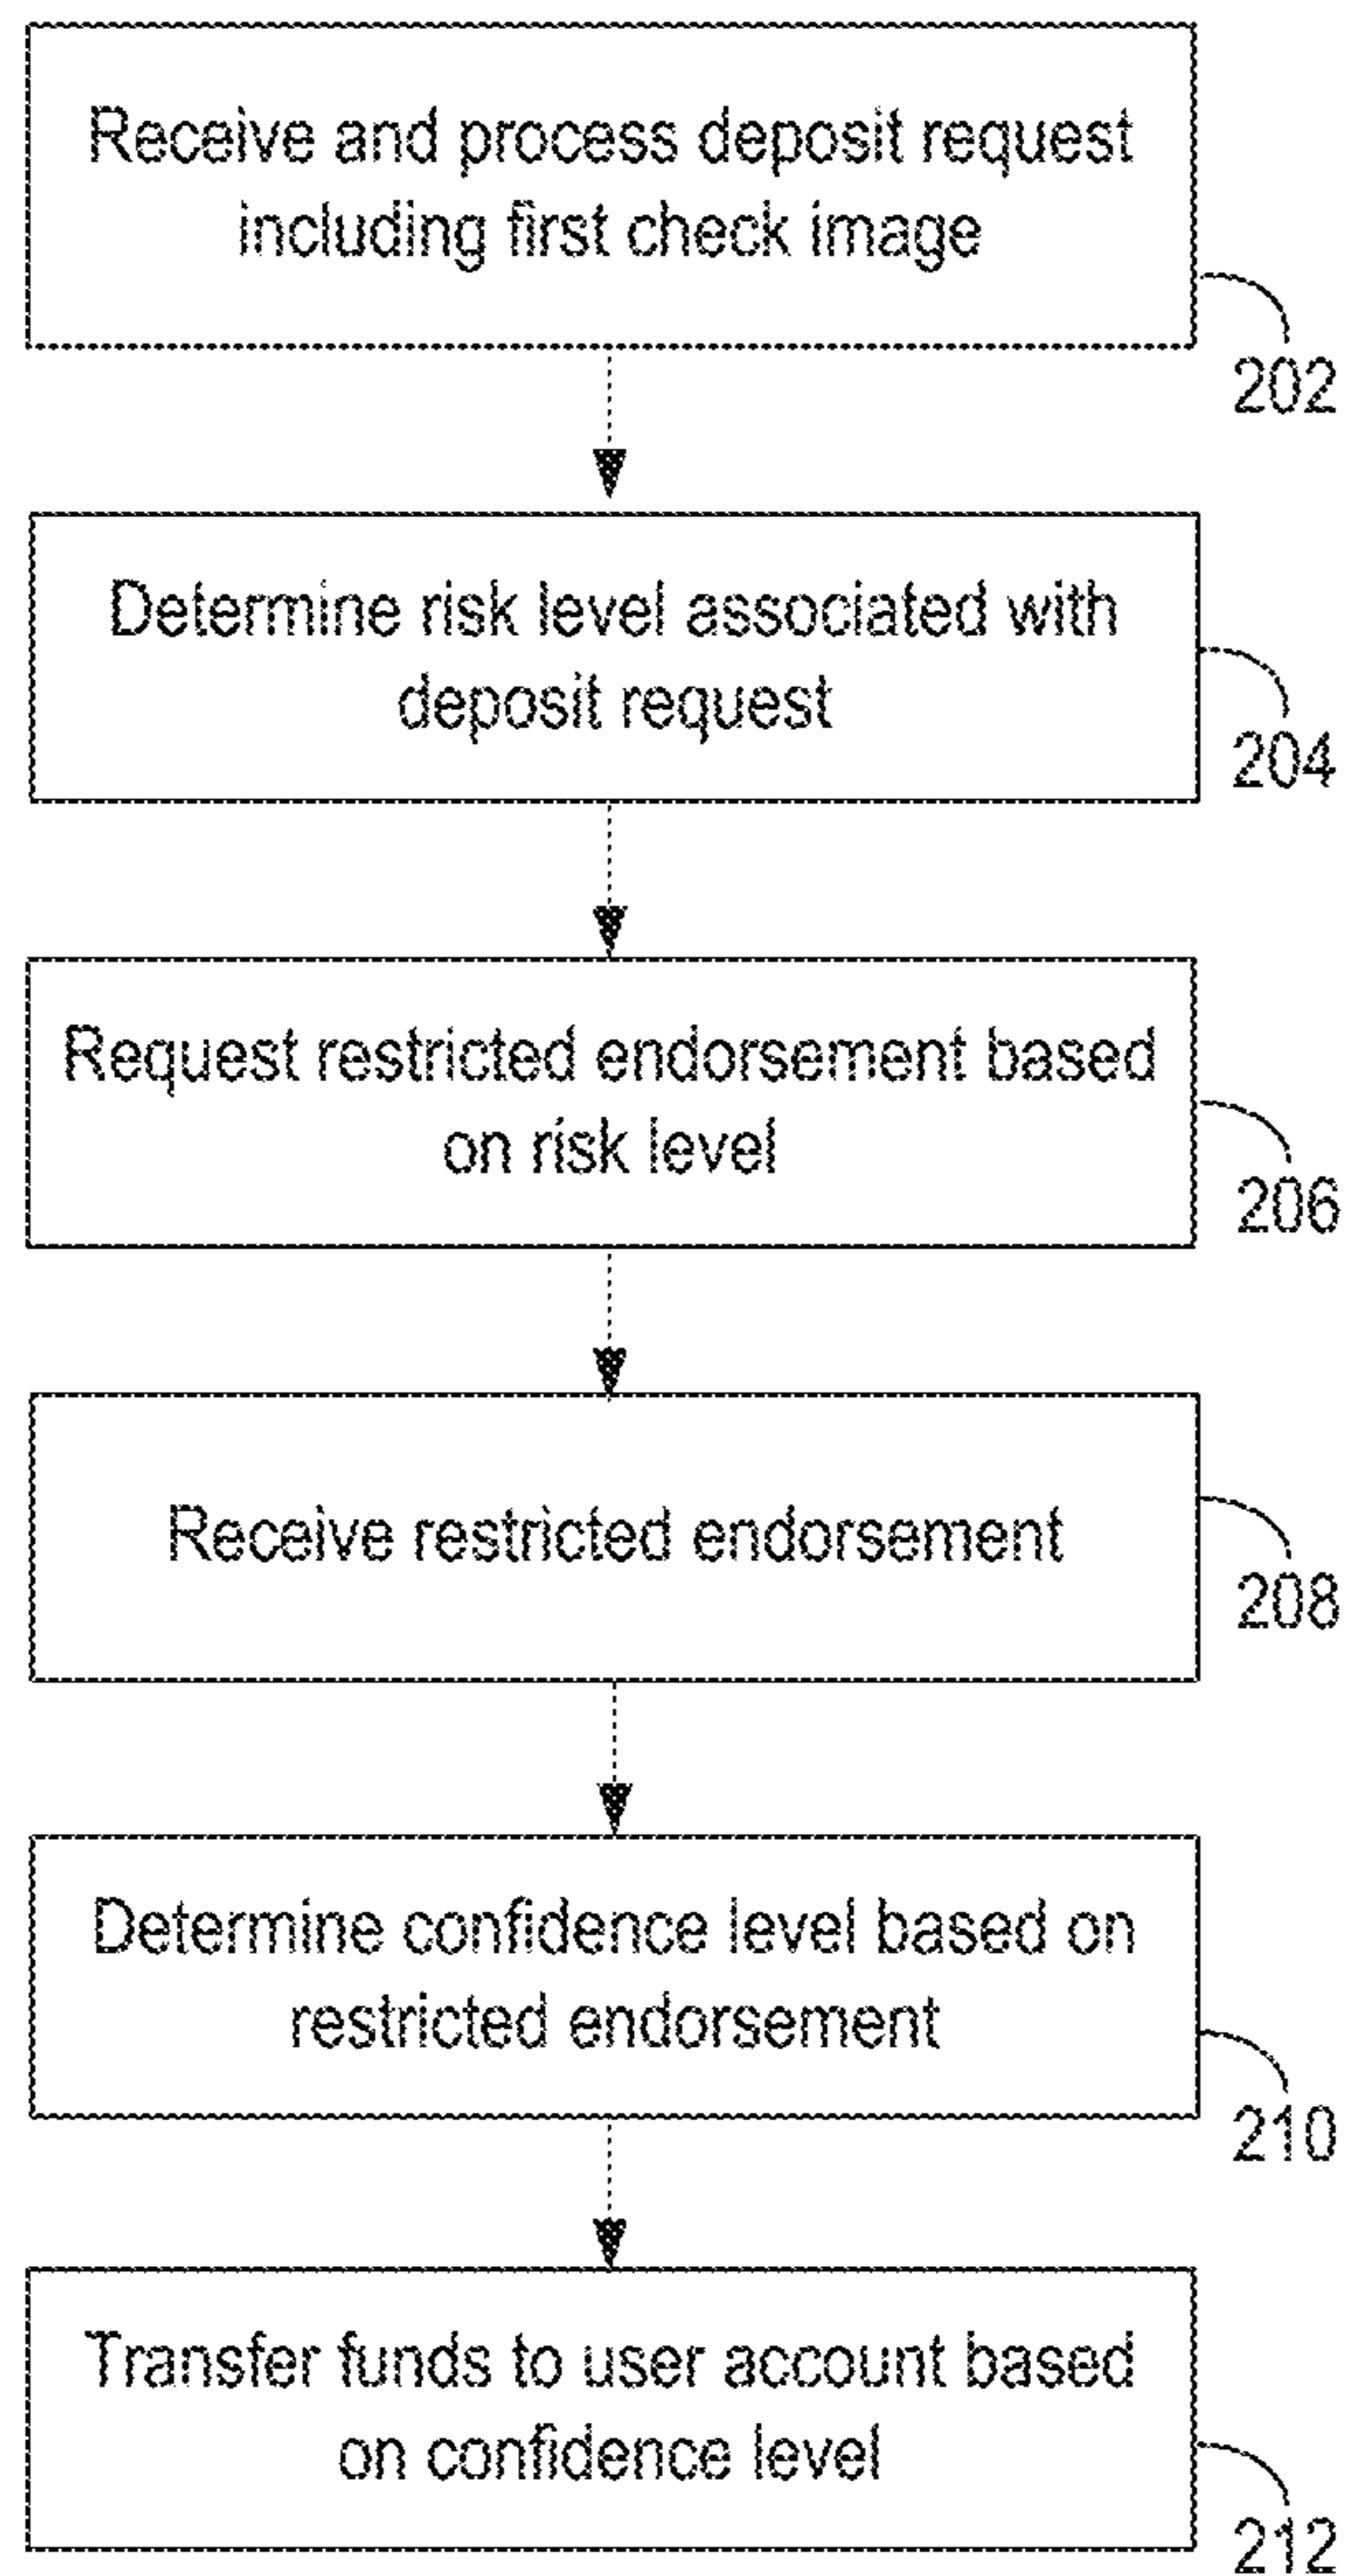 Receive and process deposit request
including first check image
202
Determine risk level associated with
deposit request
204
Request restricted endorsement based
on risk level
206
Receive restricted endorsement
208
Determine confidence level based on
restricted endorsement
210
Transfer funds to user account based
on confidence level
212